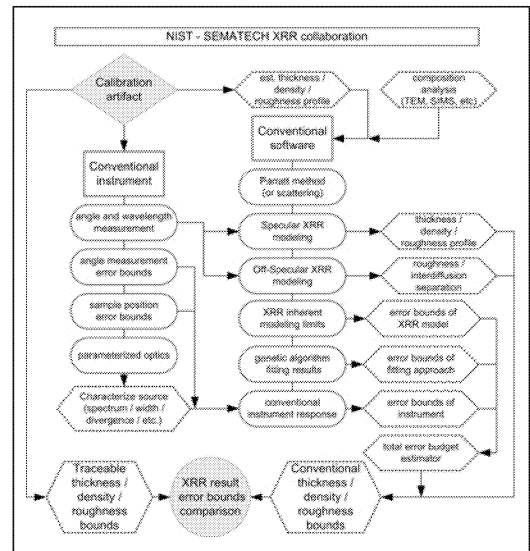 NIST - SEMATECH XRR collaboration
Calibration
artifact
est. thickness /
density /
roughness profile
composition
analysis
(TEM, SIMS, etc)
Conventional
software
Conventional
instrument
Parratt method
(or scattering)
angle and wavelength
measurement
Specular XRR
modeling
thickness /
density /
roughness profile
angle measurement
error bounds
Off-Specular XRR
modeling
roughness /
interdiffusion
separation
sample position
error bounds
XRR inherent
modeling limits
error bounds of
XRR model
parameterized optics
genetic algorithm
fitting results
error bounds of
fitting approach
Characterize source
(spectrum / width /
divergence / etc.)
conventional
instrument response
error bounds of
instrument
total error budget
estimator
Traceable
thickness /
density /
roughness
bounds
XRR result
error bounds
comparison
Conventional
thickness /
density /
roughness
bounds